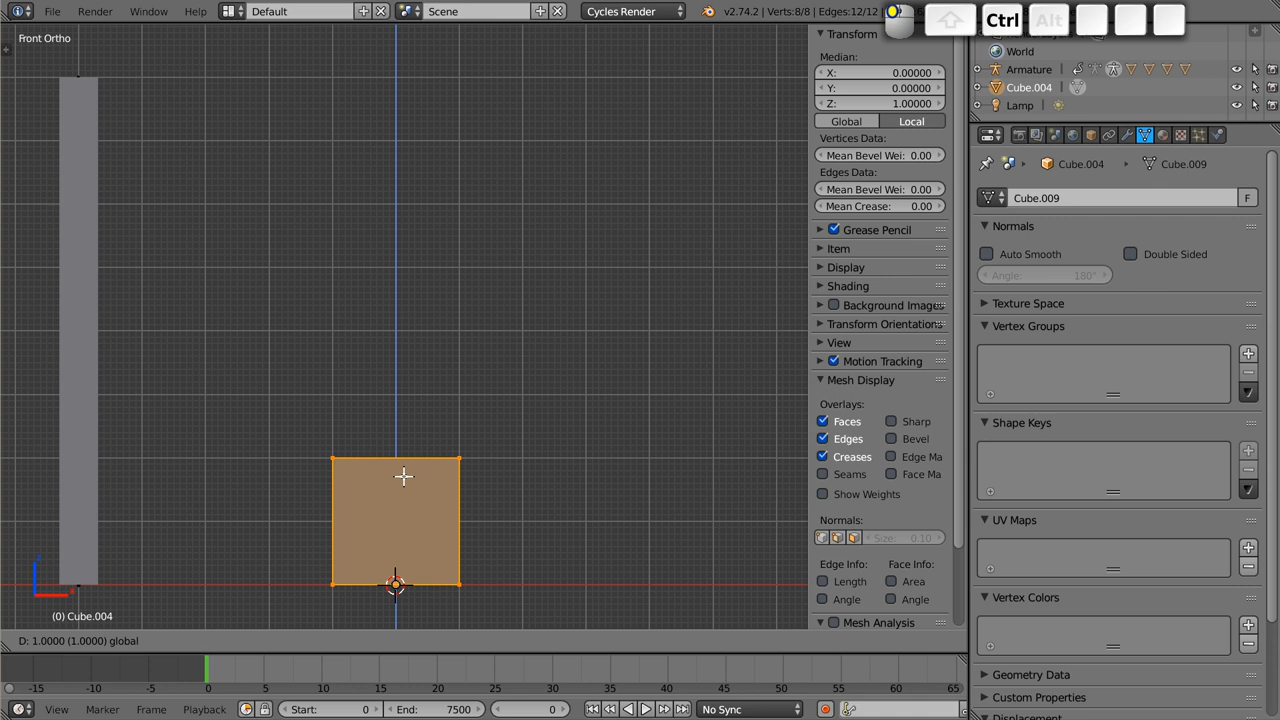 File
Render
Window
Help
Default
Scene
Cycles Render
v2.74.2 | Verts:8/8 | Edges:12/12
Ctrl
Alt
Front Ortho
Transform
Median:
X: 0.00000
Y: 0.00000
Z: 1.00000
Global
Local
Vertices Data:
Mean Bevel Wei: 0.00
Edges Data:
Mean Bevel Wei: 0.00
Mean Crease: 0.00
Grease Pencil
Item
Display
Shading
Background Images
Transform Orientations
View
Motion Tracking
Mesh Display
Overlays:
Faces
Sharp
Edges
Bevel
Creases
Edge Ma
Seams
Face Ma
Show Weights
Normals:
Size: 0.10
Edge Info:
Face Info:
Length
Area
Angle
Angle
Mesh Analysis
World
Armature
Cube.004
Lamp
Cube.004
Cube.009
Cube.009
F
Normals
Auto Smooth
Double Sided
Angle: 180°
Texture Space
Vertex Groups
Shape Keys
UV Maps
Vertex Colors
Geometry Data
Custom Properties
Displacement
(0) Cube.004
D: 1.0000 (1.0000) global
-15 -10 -5 0 5 10 15 20 25 30 35 40 45 50 55 60 65
View
Marker
Frame
Playback
Start: 0
End: 7500
0
No Sync